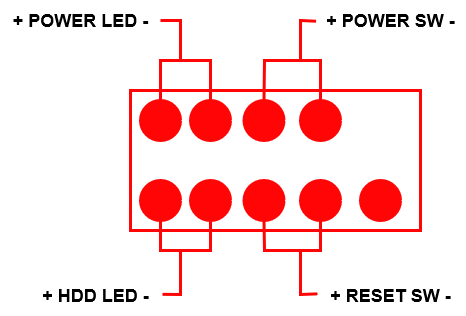 + POWER LED -
+ POWER SW -
+ HDD LED -
+ RESET SW -